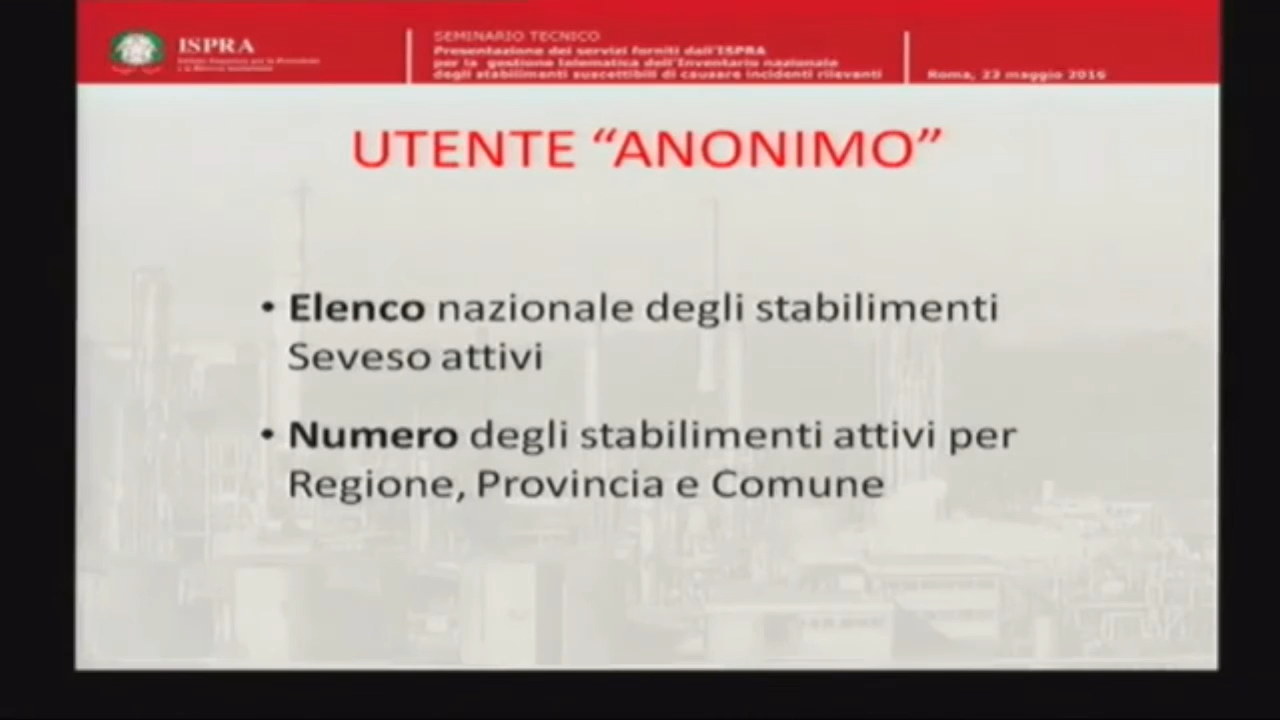 ISPRA
SEMINARIO TECNICO
Presentazione dei servizi forniti dall'ISPRA
per la gestione telematica dell'Inventario nazionale
degli stabilimenti suscettibili di causare incidenti rilevanti
Roma, 23 maggio 2016
UTENTE “ANONIMO”
• Elenco nazionale degli stabilimenti
Seveso attivi
• Numero degli stabilimenti attivi per
Regione, Provincia e Comune